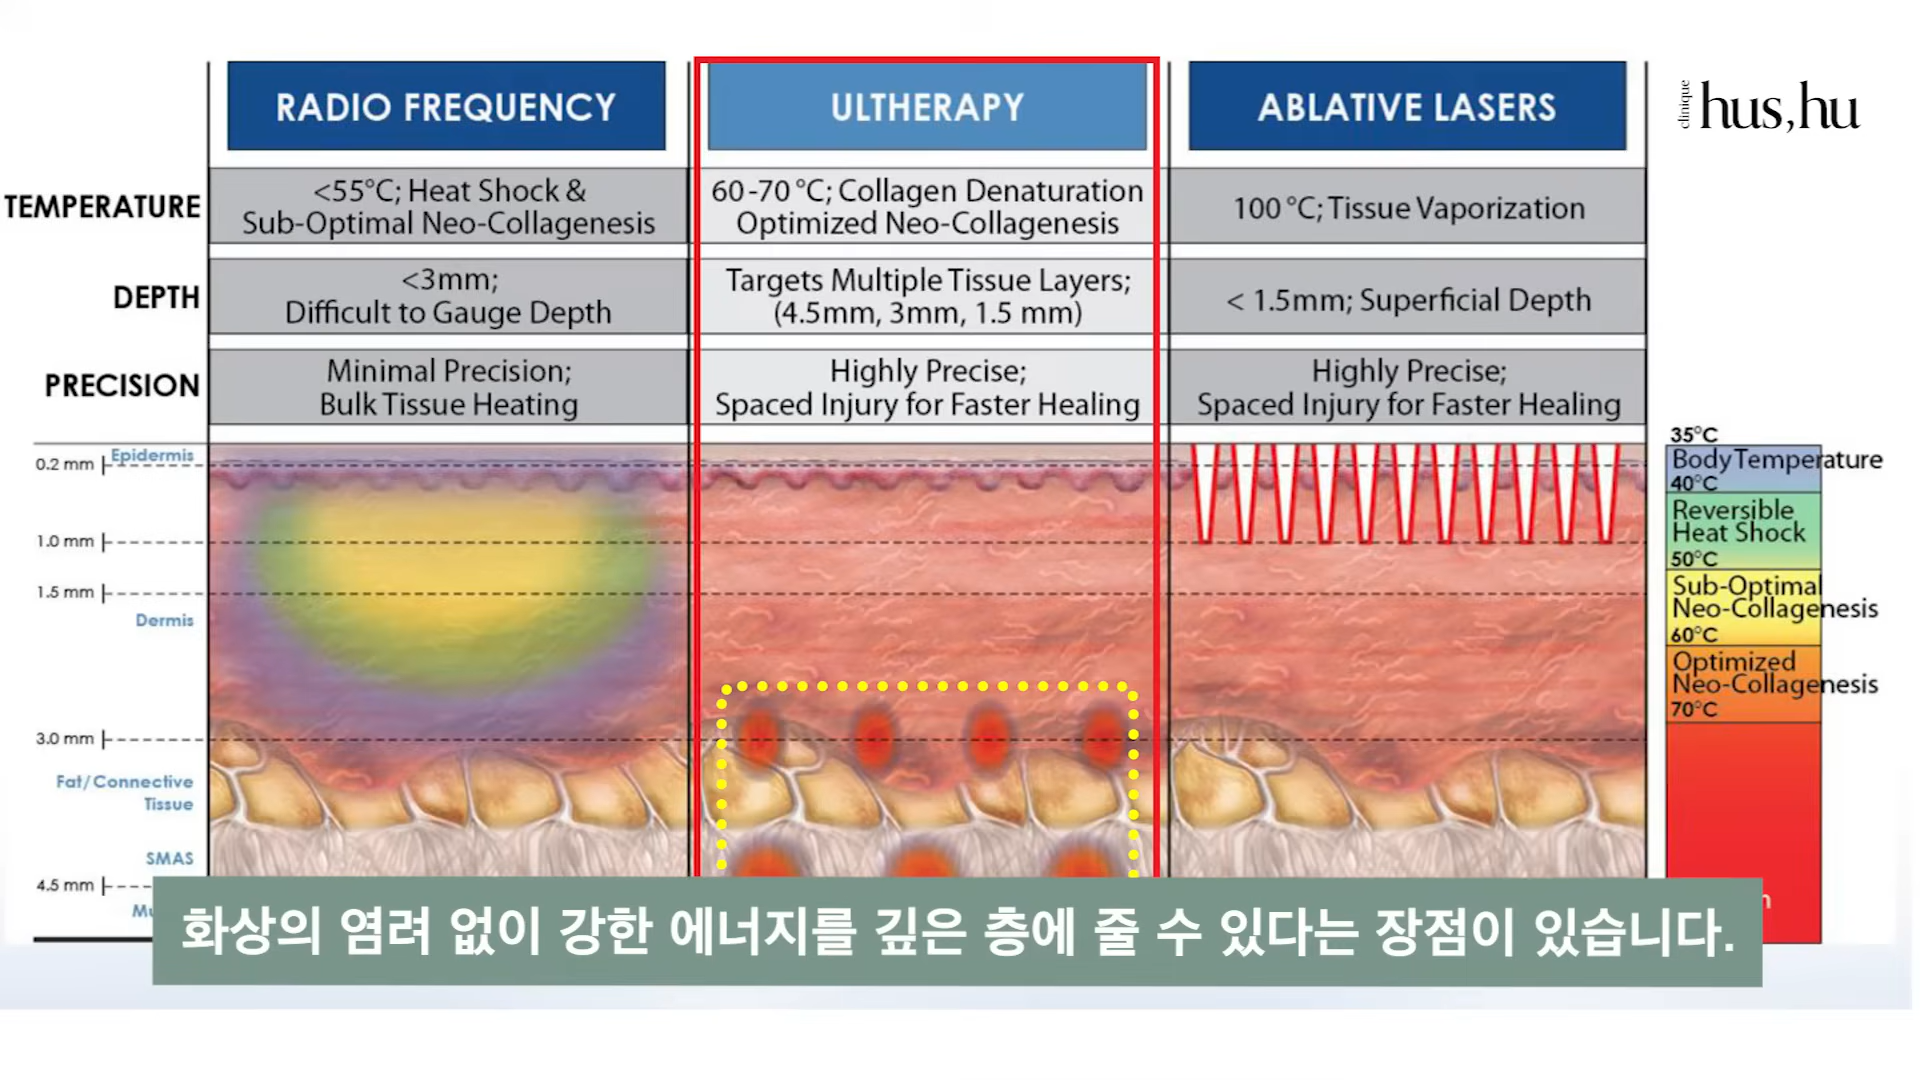 clinique
hus,hu
RADIO FREQUENCY
ULTHERAPY
ABLATIVE LASERS
TEMPERATURE
<55°C; Heat Shock &
Sub-Optimal Neo-Collagenesis
60-70°C; Collagen Denaturation
Optimized Neo-Collagenesis
100°C; Tissue Vaporization
DEPTH
<3mm;
Difficult to Gauge Depth
Targets Multiple Tissue Layers;
(4.5mm, 3mm, 1.5 mm)
< 1.5mm; Superficial Depth
PRECISION
Minimal Precision;
Bulk Tissue Heating
Highly Precise;
Spaced Injury for Faster Healing
Highly Precise;
Spaced Injury for Faster Healing
Epidermis
0.2 mm
1.0 mm
1.5 mm
Dermis
3.0 mm
Fat/Connective
Tissue
SMAS
4.5 mm
35°C
Body Temperature
40°C
Reversible
Heat Shock
50°C
Sub-Optimal
Neo-Collagenesis
60°C
Optimized
Neo-Collagenesis
70°C
화상의 염려 없이 강한 에너지를 깊은 층에 줄 수 있다는 장점이 있습니다.